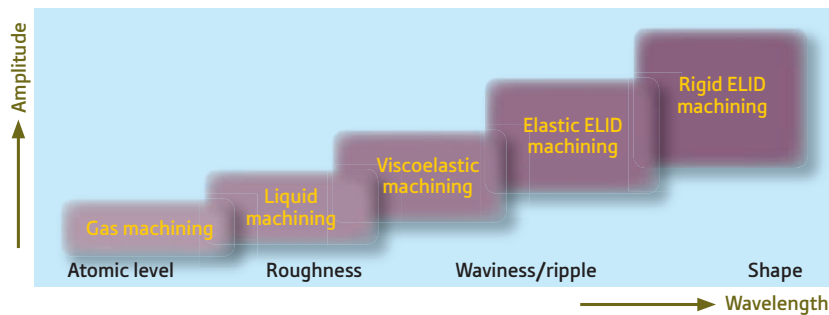 Amplitude
Rigid ELID
machining
Elastic ELID
machining
Viscoelastic
machining
Liquid
machining
Gas machining
Atomic level
Roughness
Waviness/ripple
Shape
Wavelength